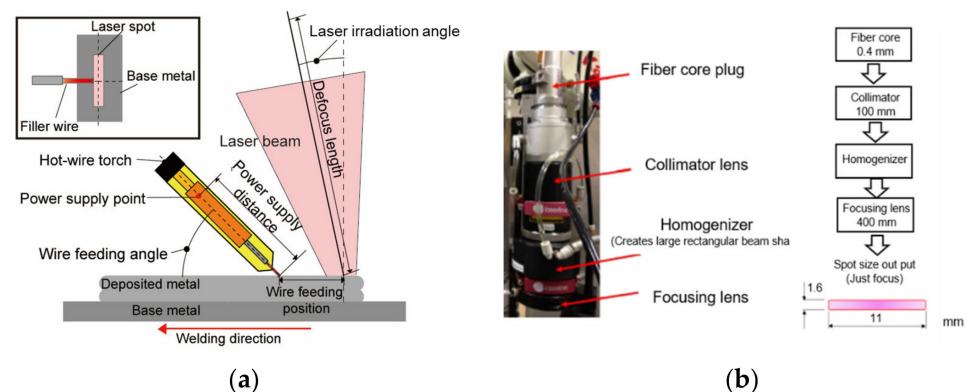 Laser spot
Base metal
Filler wire
Laser irradiation angle
Defocus length
Laser beam
Hot-wire torch
Power supply point
Power supply
distance
Wire feeding angle
Deposited metal
Wire feeding
position
Base metal
Welding direction
(a)
Fiber core plug
Collimator lens
Homogenizer
(Creates large rectangular beam sha
Focusing lens
Fiber core
0.4 mm
Collimator
100 mm
Homogenizer
Focusing lens
400 mm
Spot size out put
(Just focus)
1.6
11
mm
(b)